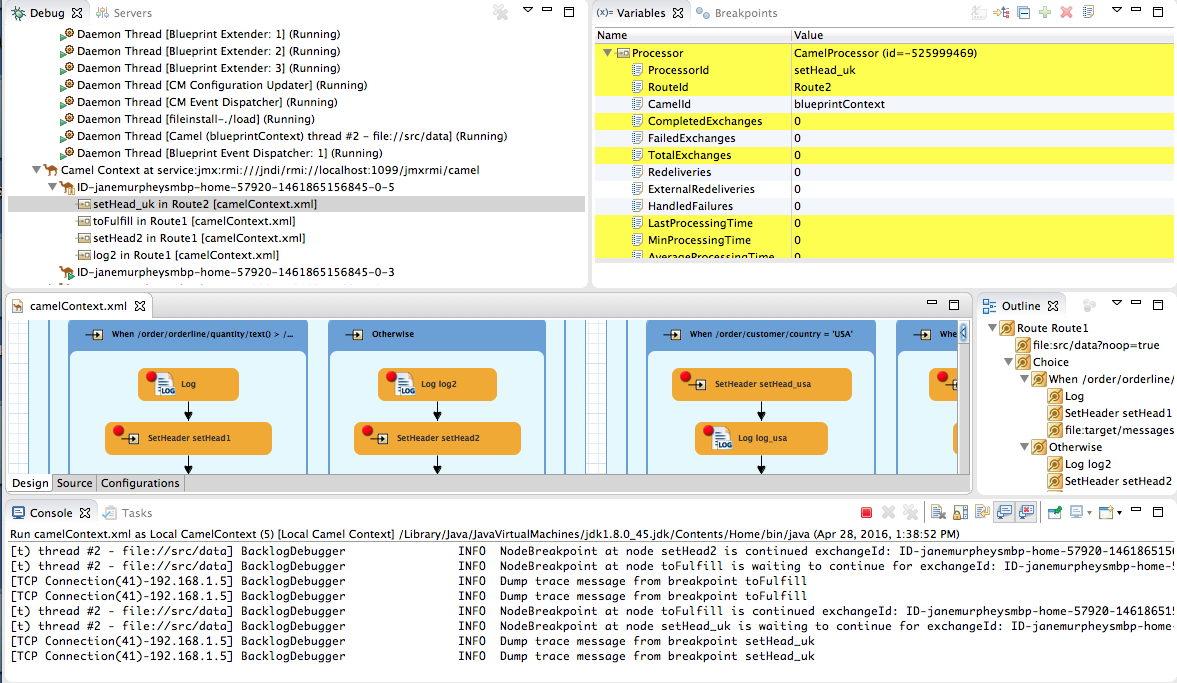 Debug Servers
Daemon Thread [Blueprint Extender: 1] (Running)
Daemon Thread [Blueprint Extender: 2] (Running)
Daemon Thread [Blueprint Extender: 3] (Running)
Daemon Thread [CM Configuration Updater] (Running)
Daemon Thread [CM Event Dispatcher] (Running)
Daemon Thread [fileinstall-./load] (Running)
Daemon Thread [Camel (blueprintContext) thread #2 - file://src/data] (Running)
Daemon Thread [Blueprint Event Dispatcher: 1] (Running)
Camel Context at service:jmx:rmi:///jndi/rmi://localhost:1099/jmxrmi/camel
ID-janemurpheysmbp-home-57920-1461865156845-0-5
setHead_uk in Route2 [camelContext.xml]
toFulfill in Route1 [camelContext.xml]
setHead2 in Route1 [camelContext.xml]
log2 in Route1 [camelContext.xml]
ID-janemurpheysmbp-home-57920-1461865156845-0-3
(x)= Variables Breakpoints
Name Value
Processor CamelProcessor (id=-525999469)
ProcessorId setHead_uk
RouteId Route2
CamelId blueprintContext
CompletedExchanges 0
FailedExchanges 0
TotalExchanges 0
Redeliveries 0
ExternalRedeliveries 0
HandledFailures 0
LastProcessingTime 0
MinProcessingTime 0
AverageProcessingTime 0
camelContext.xml
When /order/orderline/quantity/text() > /...
Otherwise
When /order/customer/country = 'USA'
Whe
LOG Log
LOG Log log2
SetHeader setHead_usa
SetHeader setHead1
SetHeader setHead2
LOG Log log_usa
Design Source Configurations
Outline
Route Route1
file:src/data?noop=true
Choice
When /order/orderline/
Log
SetHeader setHead1
file:target/messages
Otherwise
Log log2
SetHeader setHead2
Console Tasks
Run camelContext.xml as Local CamelContext (5) [Local Camel Context] /Library/Java/JavaVirtualMachines/jdk1.8.0_45.jdk/Contents/Home/bin/java (Apr 28, 2016, 1:38:52 PM)
[t) thread #2 - file://src/data] BacklogDebugger INFO NodeBreakpoint at node setHead2 is continued exchangeId: ID-janemurpheysmbp-home-57920-146186515
[t) thread #2 - file://src/data] BacklogDebugger INFO NodeBreakpoint at node toFulfill is waiting to continue for exchangeId: ID-janemurpheysmbp-home-5
[TCP Connection(41)-192.168.1.5] BacklogDebugger INFO Dump trace message from breakpoint toFulfill
[TCP Connection(41)-192.168.1.5] BacklogDebugger INFO Dump trace message from breakpoint toFulfill
[t) thread #2 - file://src/data] BacklogDebugger INFO NodeBreakpoint at node toFulfill is continued exchangeId: ID-janemurpheysmbp-home-57920-14618651
[t) thread #2 - file://src/data] BacklogDebugger INFO NodeBreakpoint at node setHead_uk is waiting to continue for exchangeId: ID-janemurpheysmbp-home-
[TCP Connection(41)-192.168.1.5] BacklogDebugger INFO Dump trace message from breakpoint setHead_uk
[TCP Connection(41)-192.168.1.5] BacklogDebugger INFO Dump trace message from breakpoint setHead_uk